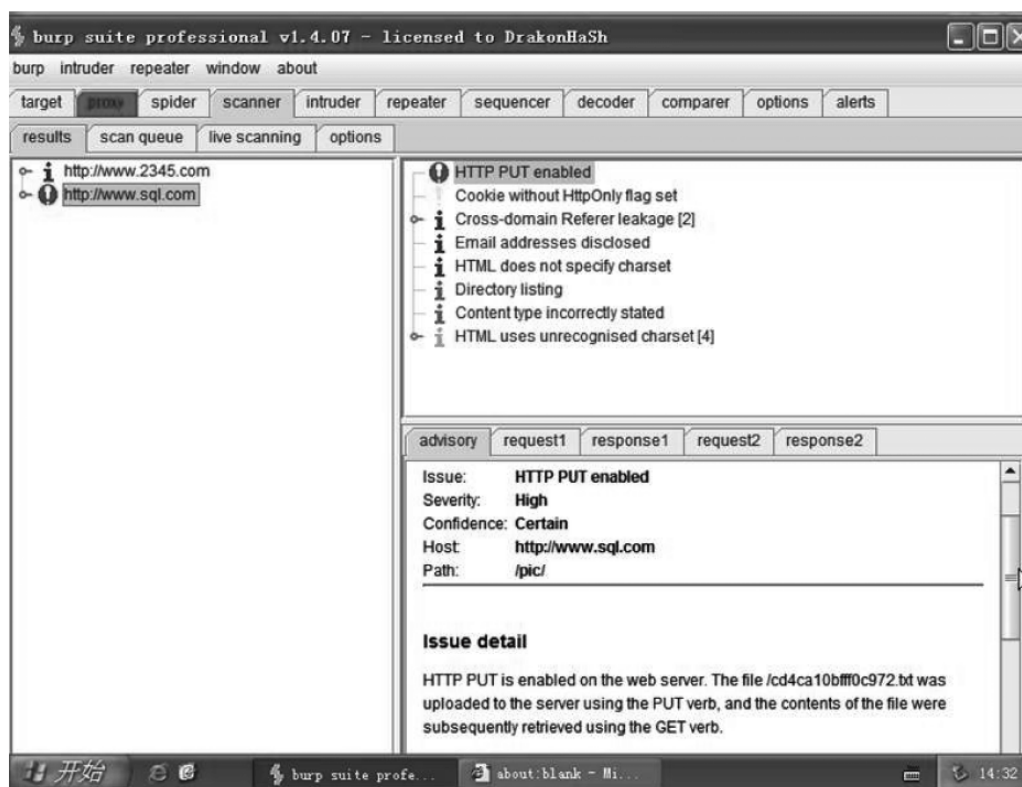 burp suite professional v1.4.07 - licensed to DrakonHaSh
burp intruder repeater window about
target proxy spider scanner intruder repeater sequencer decoder comparer options alerts
results scan queue live scanning options
http://www.2345.com
http://www.sql.com
HTTP PUT enabled
Cookie without HttpOnly flag set
Cross-domain Referer leakage [2]
Email addresses disclosed
HTML does not specify charset
Directory listing
Content type incorrectly stated
HTML uses unrecognised charset [4]
advisory request1 response1 request2 response2
Issue: HTTP PUT enabled
Severity: High
Confidence: Certain
Host: http://www.sql.com
Path: /pic/
Issue detail
HTTP PUT is enabled on the web server. The file /cd4ca10bfff0c972.txt was
uploaded to the server using the PUT verb, and the contents of the file were
subsequently retrieved using the GET verb.
开始 burp suite profe... about:blank - Mi... 14:32